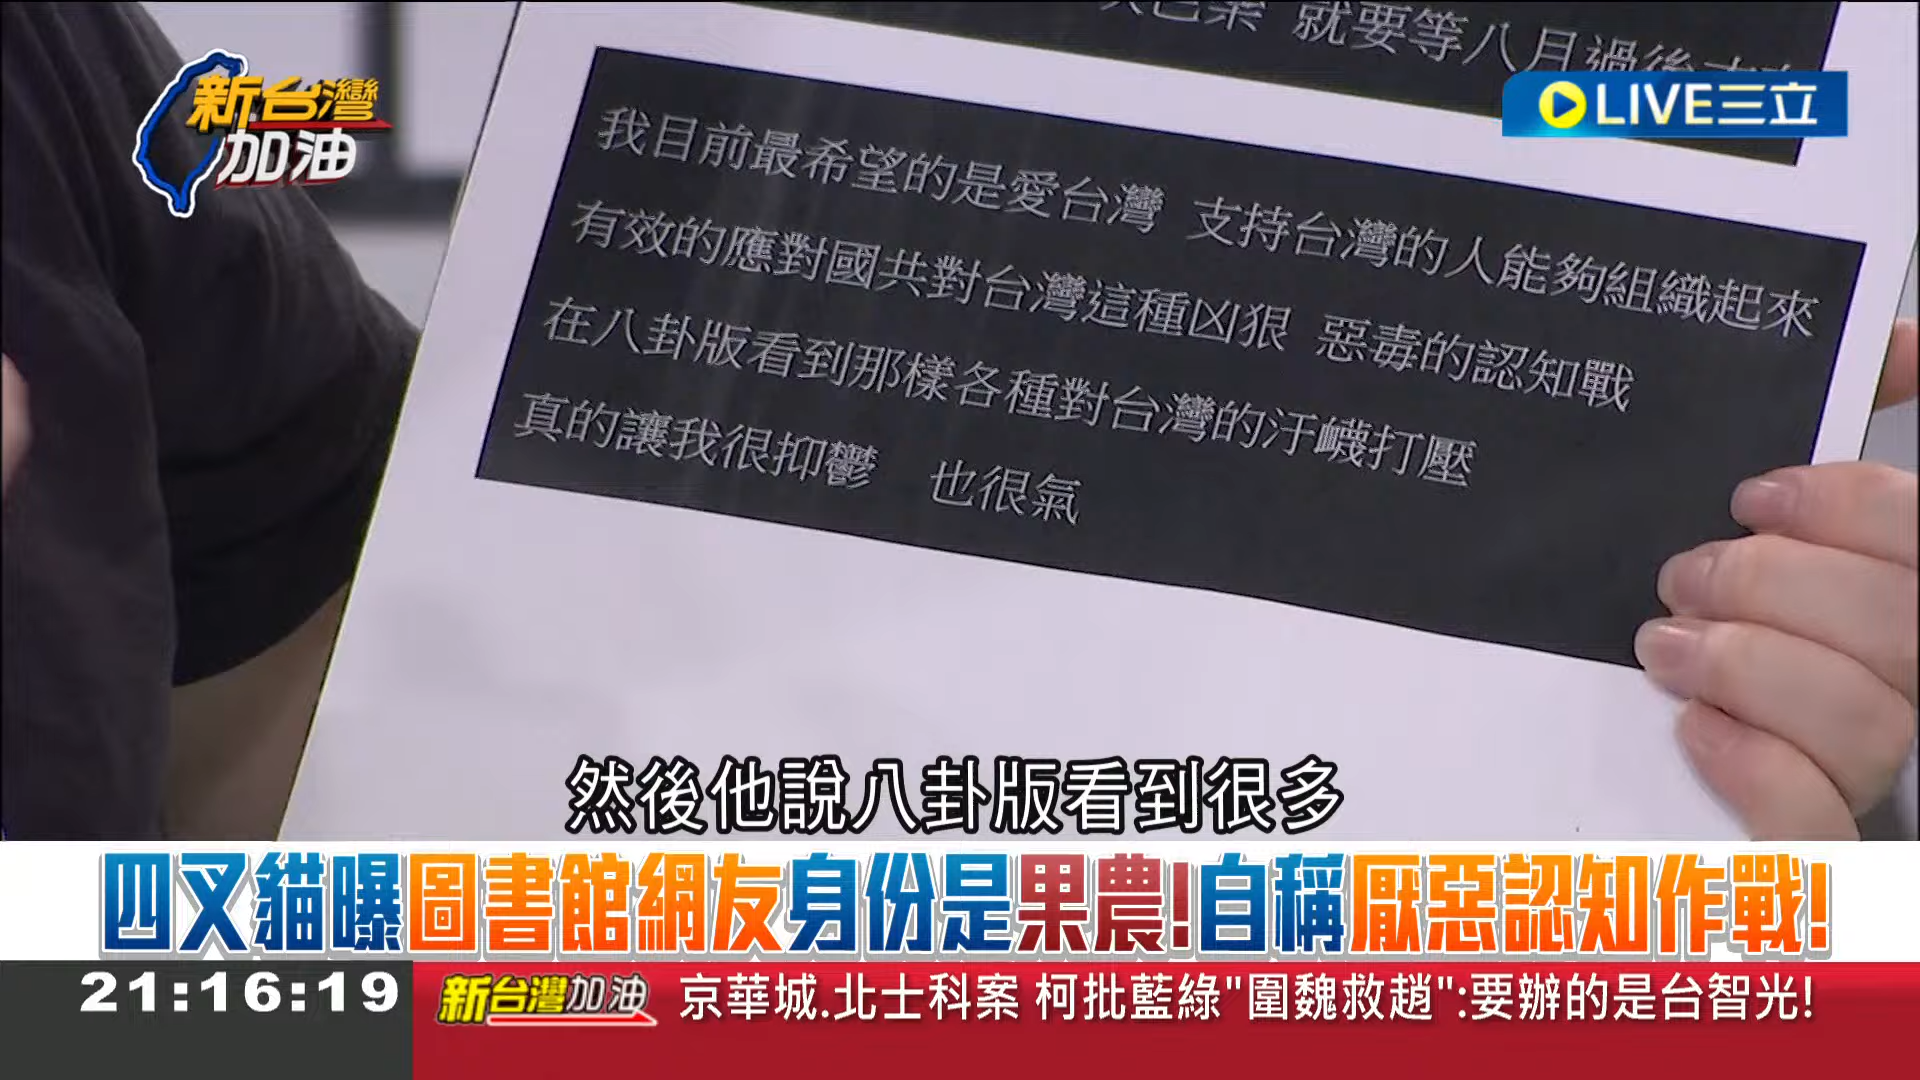 就要等八月過後
新台灣
加油
LIVE三立
我目前最希望的是愛台灣 支持台灣的人能夠組織起來
有效的應對國共對台灣這種凶狠 惡毒的認知戰
在八卦版看到那樣各種對台灣的汙衊打壓
真的讓我很抑鬱 也很氣
然後他說八卦版看到很多
四叉貓曝圖書館網友身份是果農!自稱厭惡認知作戰!
21:16:19
新台灣加油
京華城.北士科案 柯批藍綠"圍魏救趙":要辦的是台智光!